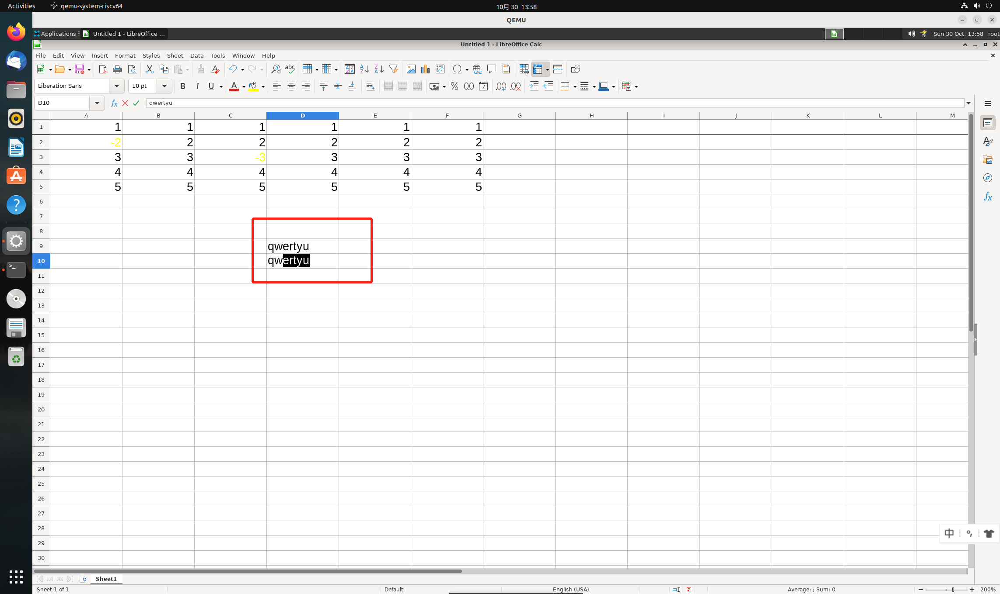 Activities qemu-system-riscv64 10月 30 13:58
QEMU
Applications Untitled 1 - LibreOffice ... Sun 30 Oct, 13:58 root
Untitled 1 - LibreOffice Calc
File Edit View Insert Format Styles Sheet Data Tools Window Help
Liberation Sans 10 pt
D10 qwertyu
A B C D E F G H I J K L M
1 1 1 1 1 1 1
2 -2 2 2 2 2 2
3 3 3 -3 3 3 3
4 4 4 4 4 4 4
5 5 5 5 5 5 5
6
7
8
9 qwertyu
10 qwertyu
11
12
13
14
15
16
17
18
19
20
21
22
23
24
25
26
27
28
29
30
中
Sheet1
Sheet 1 of 1 Default English (USA) Average: ; Sum: 0 200%